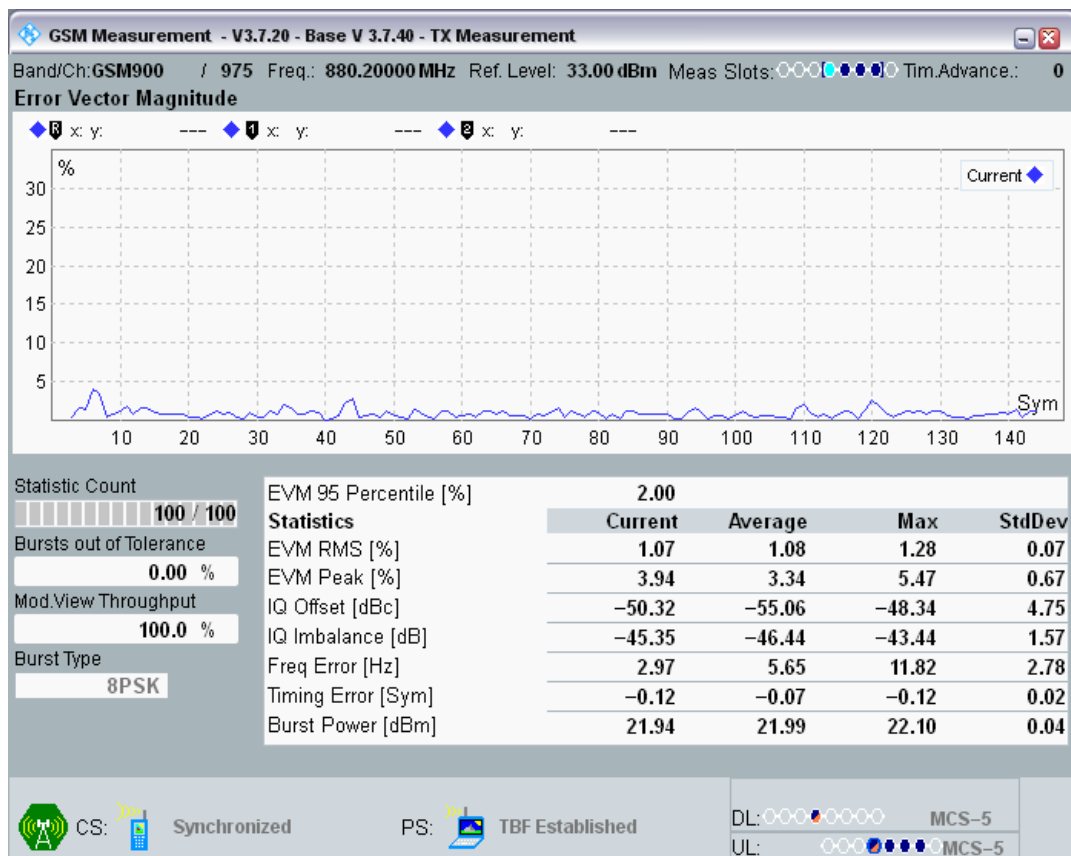 GSM Measurement - V3.7.20 - Base V 3.7.40 - TX Measurement
Band/Ch:GSM900 / 975 Freq.: 880.20000 MHz Ref. Level: 33.00 dBm Meas Slots: Tim.Advance.: 0
Error Vector Magnitude
R x: y: --- 1 x: y: --- 2 x: y: ---
%
Current
30
25
20
15
10
5
Sym
10 20 30 40 50 60 70 80 90 100 110 120 130 140
Statistic Count
100 / 100
Bursts out of Tolerance
0.00 %
Mod.View Throughput
100.0 %
Burst Type
8PSK
EVM 95 Percentile [%] 2.00
Statistics Current Average Max StdDev
EVM RMS [%] 1.07 1.08 1.28 0.07
EVM Peak [%] 3.94 3.34 5.47 0.67
IQ Offset [dBc] −50.32 −55.06 −48.34 4.75
IQ Imbalance [dB] −45.35 −46.44 −43.44 1.57
Freq Error [Hz] 2.97 5.65 11.82 2.78
Timing Error [Sym] −0.12 −0.07 −0.12 0.02
Burst Power [dBm] 21.94 21.99 22.10 0.04
CS: Synchronized PS: TBF Established
DL: MCS−5
UL: MCS−5